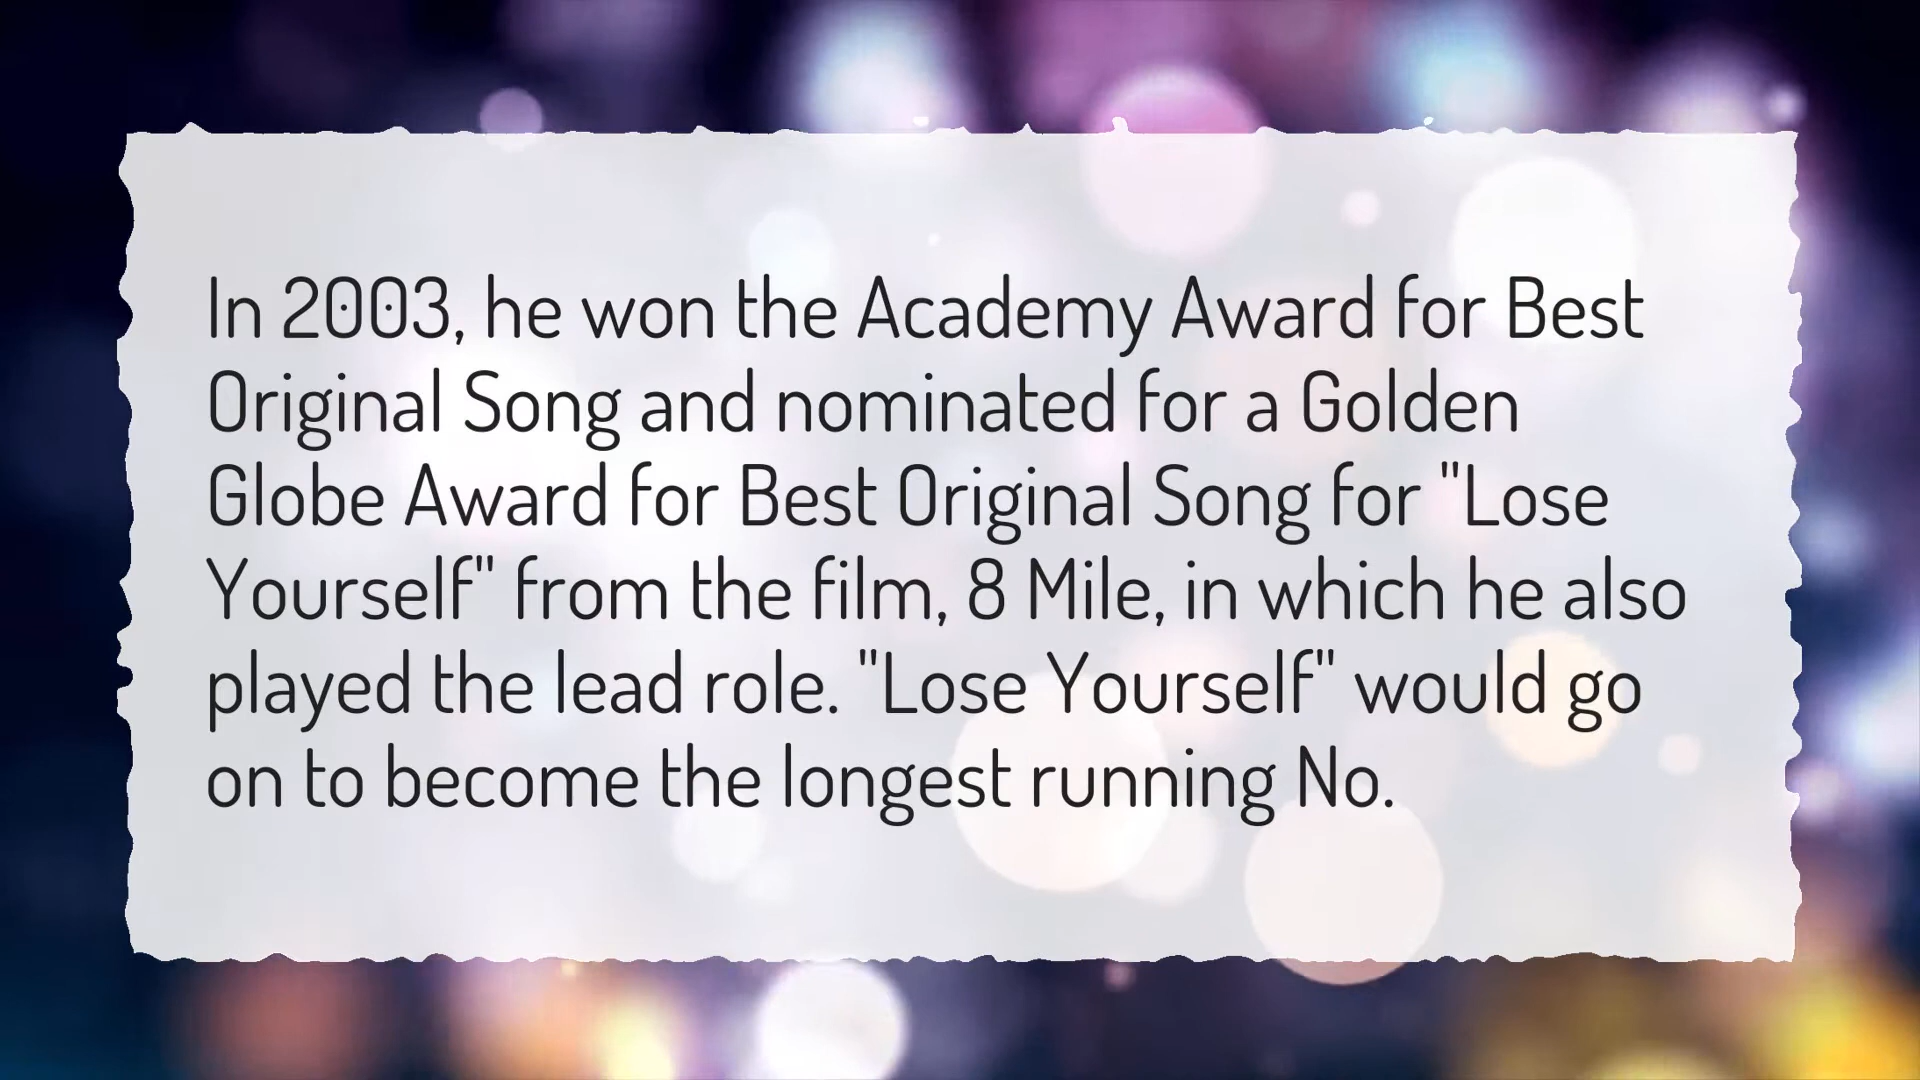 In 2003, he won the Academy Award for Best
Original Song and nominated for a Golden
Globe Award for Best Original Song for "Lose
Yourself" from the film, 8 Mile, in which he also
played the lead role. "Lose Yourself" would go
on to become the longest running No.